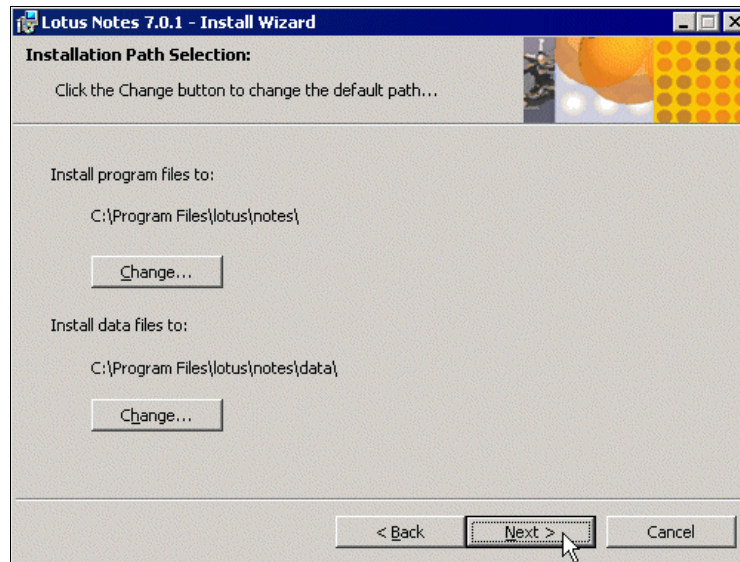 Lotus Notes 7.0.1 - Install Wizard
Installation Path Selection:
Click the Change button to change the default path...
Install program files to:
C:\Program Files\lotus\notes\
Change...
Install data files to:
C:\Program Files\lotus\notes\data\
Change...
< Back Next > Cancel